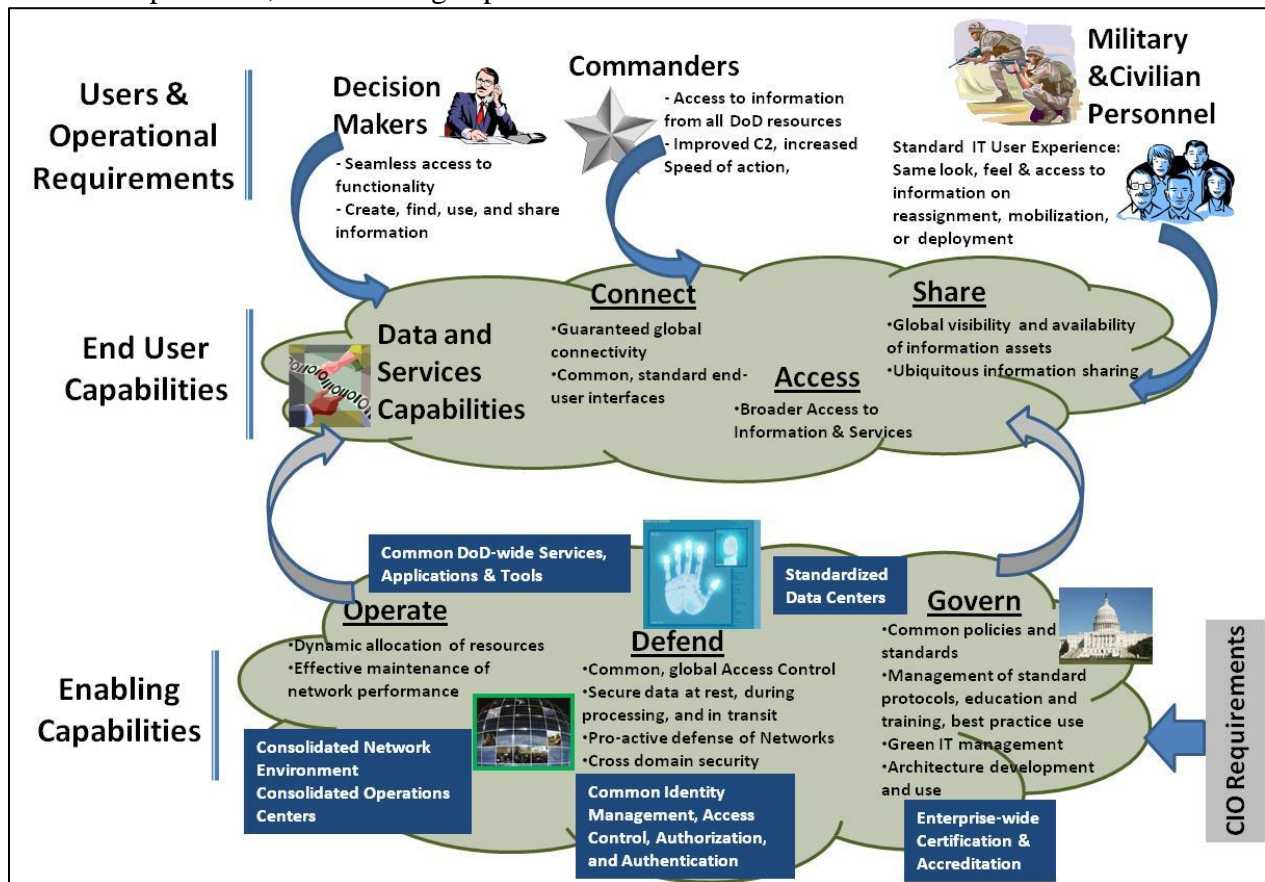 Users &
Operational
Requirements
Decision
Makers
- Seamless access to
functionality
- Create, find, use, and share
information
Commanders
- Access to information
from all DoD resources
- Improved C2, increased
Speed of action,
Military
&Civilian
Personnel
Standard IT User Experience:
Same look, feel & access to
information on
reassignment, mobilization,
or deployment
End User
Capabilities
Data and
Services
Capabilities
Connect
•Guaranteed global
connectivity
•Common, standard end-
user interfaces
Access
•Broader Access to
Information & Services
Share
•Global visibility and availability
of information assets
•Ubiquitous information sharing
Enabling
Capabilities
Common DoD-wide Services,
Applications & Tools
Standardized
Data Centers
Operate
•Dynamic allocation of resources
•Effective maintenance of
network performance
Consolidated Network
Environment
Consolidated Operations
Centers
Defend
•Common, global Access Control
•Secure data at rest, during
processing, and in transit
•Pro-active defense of Networks
•Cross domain security
Common Identity
Management, Access
Control, Authorization,
and Authentication
Govern
•Common policies and
standards
•Management of standard
protocols, education and
training, best practice use
•Green IT management
•Architecture development
and use
Enterprise-wide
Certification &
Accreditation
CIO Requirements